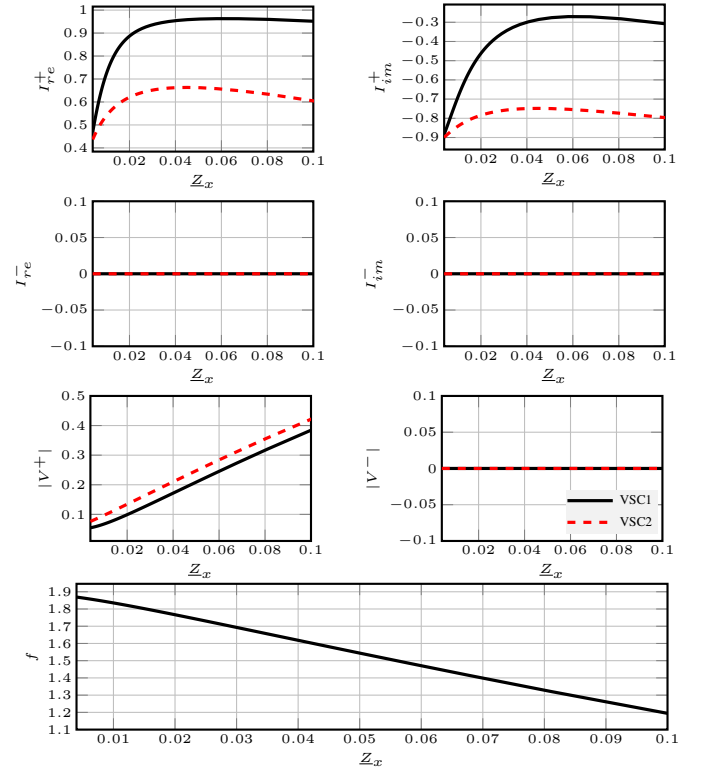 1
0.9
0.8
0.7
0.6
0.5
0.4
0.02 0.04 0.06 0.08 0.1
I⁺re
Z̲x
−0.3
−0.4
−0.5
−0.6
−0.7
−0.8
−0.9
0.02 0.04 0.06 0.08 0.1
I⁺im
Z̲x
0.1
0.05
0
−0.05
−0.1
0.02 0.04 0.06 0.08 0.1
I⁻re
Z̲x
0.1
0.05
0
−0.05
−0.1
0.02 0.04 0.06 0.08 0.1
I⁻im
Z̲x
0.5
0.4
0.3
0.2
0.1
0.02 0.04 0.06 0.08 0.1
|V⁺|
Z̲x
0.1
0.05
0
−0.05
−0.1
0.02 0.04 0.06 0.08 0.1
|V⁻|
Z̲x
VSC1
VSC2
1.9
1.8
1.7
1.6
1.5
1.4
1.3
1.2
1.1
0.01 0.02 0.03 0.04 0.05 0.06 0.07 0.08 0.09 0.1
f
Z̲x